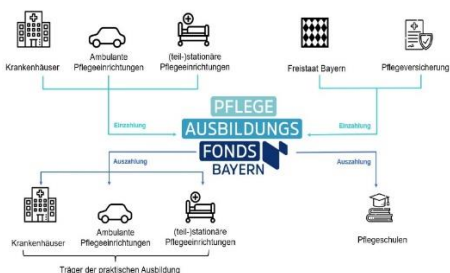 Krankenhäuser
Ambulante
Pflegeeinrichtungen
(teil-)stationäre
Pflegeeinrichtungen
Freistaat Bayern
Pflegeversicherung
Einzahlung
Einzahlung
PFLEGE
AUSBILDUNGS
FONDS
BAYERN
Auszahlung
Auszahlung
Krankenhäuser
Ambulante
Pflegeeinrichtungen
(teil-)stationäre
Pflegeeinrichtungen
Pflegeschulen
Träger der praktischen Ausbildung